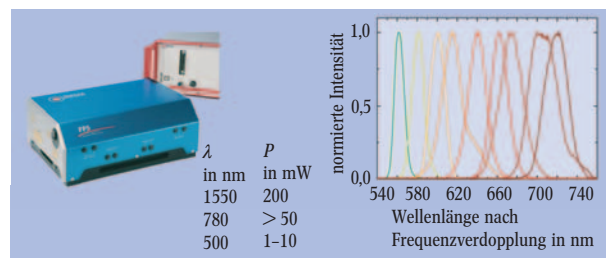 λ P
in nm in mW
1550 200
780 > 50
500 1–10
normierte Intensität
1,0
0,5
0,0
540 580 620 660 700 740
Wellenlänge nach
Frequenzverdopplung in nm